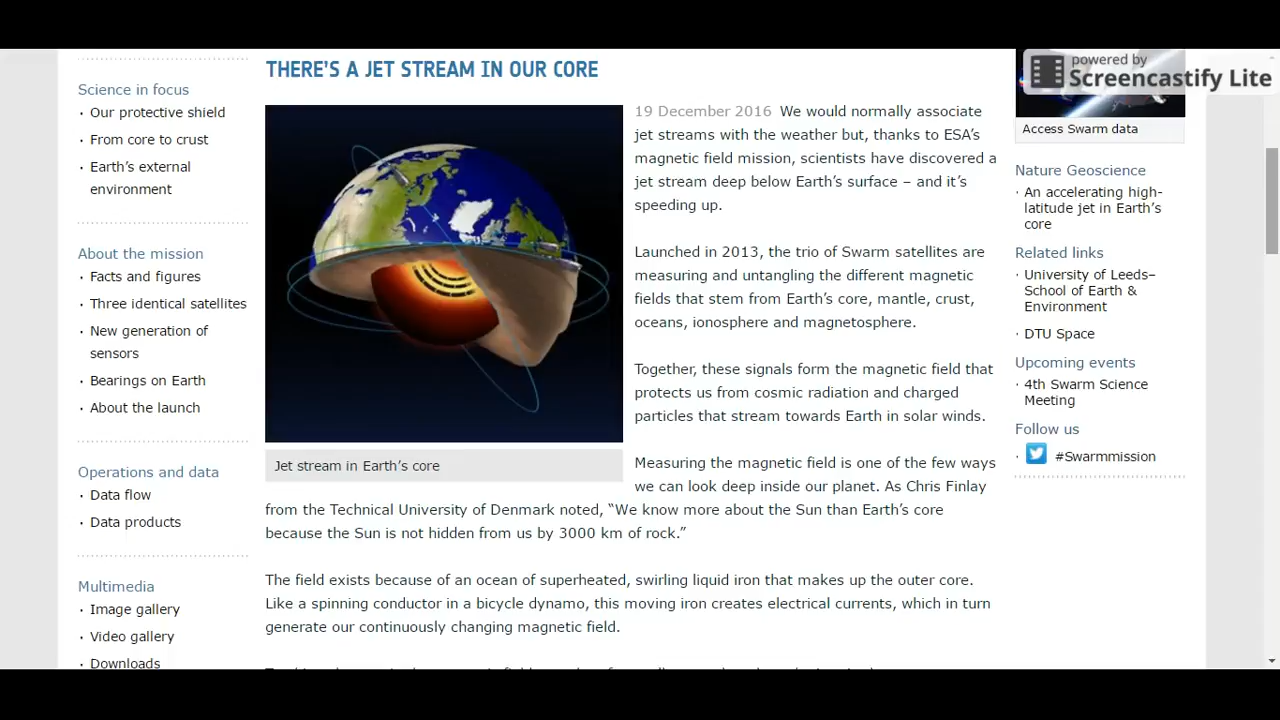 powered by
Screencastify Lite
THERE'S A JET STREAM IN OUR CORE
Science in focus
· Our protective shield
· From core to crust
· Earth's external
environment
About the mission
· Facts and figures
· Three identical satellites
· New generation of
sensors
· Bearings on Earth
· About the launch
Operations and data
· Data flow
· Data products
Multimedia
· Image gallery
· Video gallery
· Downloads
Jet stream in Earth's core
19 December 2016 We would normally associate
jet streams with the weather but, thanks to ESA's
magnetic field mission, scientists have discovered a
jet stream deep below Earth's surface – and it's
speeding up.
Launched in 2013, the trio of Swarm satellites are
measuring and untangling the different magnetic
fields that stem from Earth's core, mantle, crust,
oceans, ionosphere and magnetosphere.
Together, these signals form the magnetic field that
protects us from cosmic radiation and charged
particles that stream towards Earth in solar winds.
Measuring the magnetic field is one of the few ways
we can look deep inside our planet. As Chris Finlay
from the Technical University of Denmark noted, “We know more about the Sun than Earth's core
because the Sun is not hidden from us by 3000 km of rock.”
The field exists because of an ocean of superheated, swirling liquid iron that makes up the outer core.
Like a spinning conductor in a bicycle dynamo, this moving iron creates electrical currents, which in turn
generate our continuously changing magnetic field.
Access Swarm data
Nature Geoscience
· An accelerating high-
latitude jet in Earth's
core
Related links
· University of Leeds–
School of Earth &
Environment
· DTU Space
Upcoming events
· 4th Swarm Science
Meeting
Follow us
· #Swarmmission